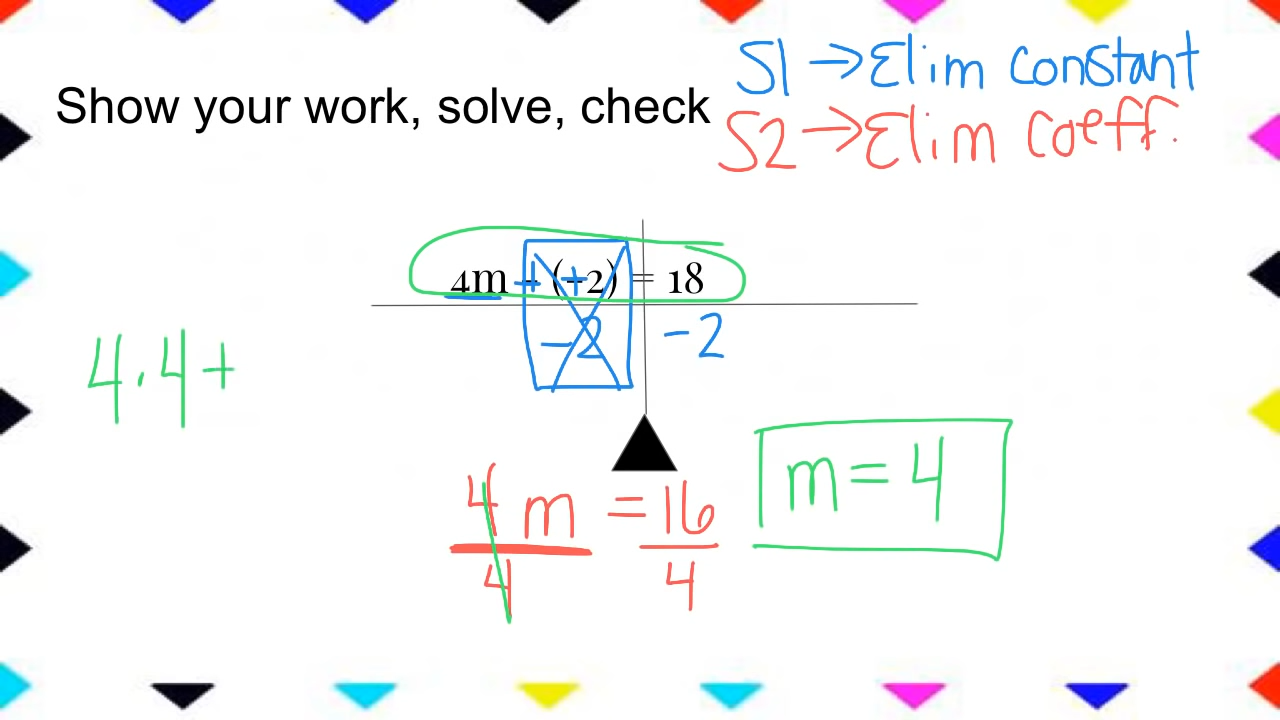 S1 → Elim constant
Show your work, solve, check
S2 → Elim coeff.
4m + (+2) = 18
-2 -2
4.4+
4m = 16
4 4
m = 4